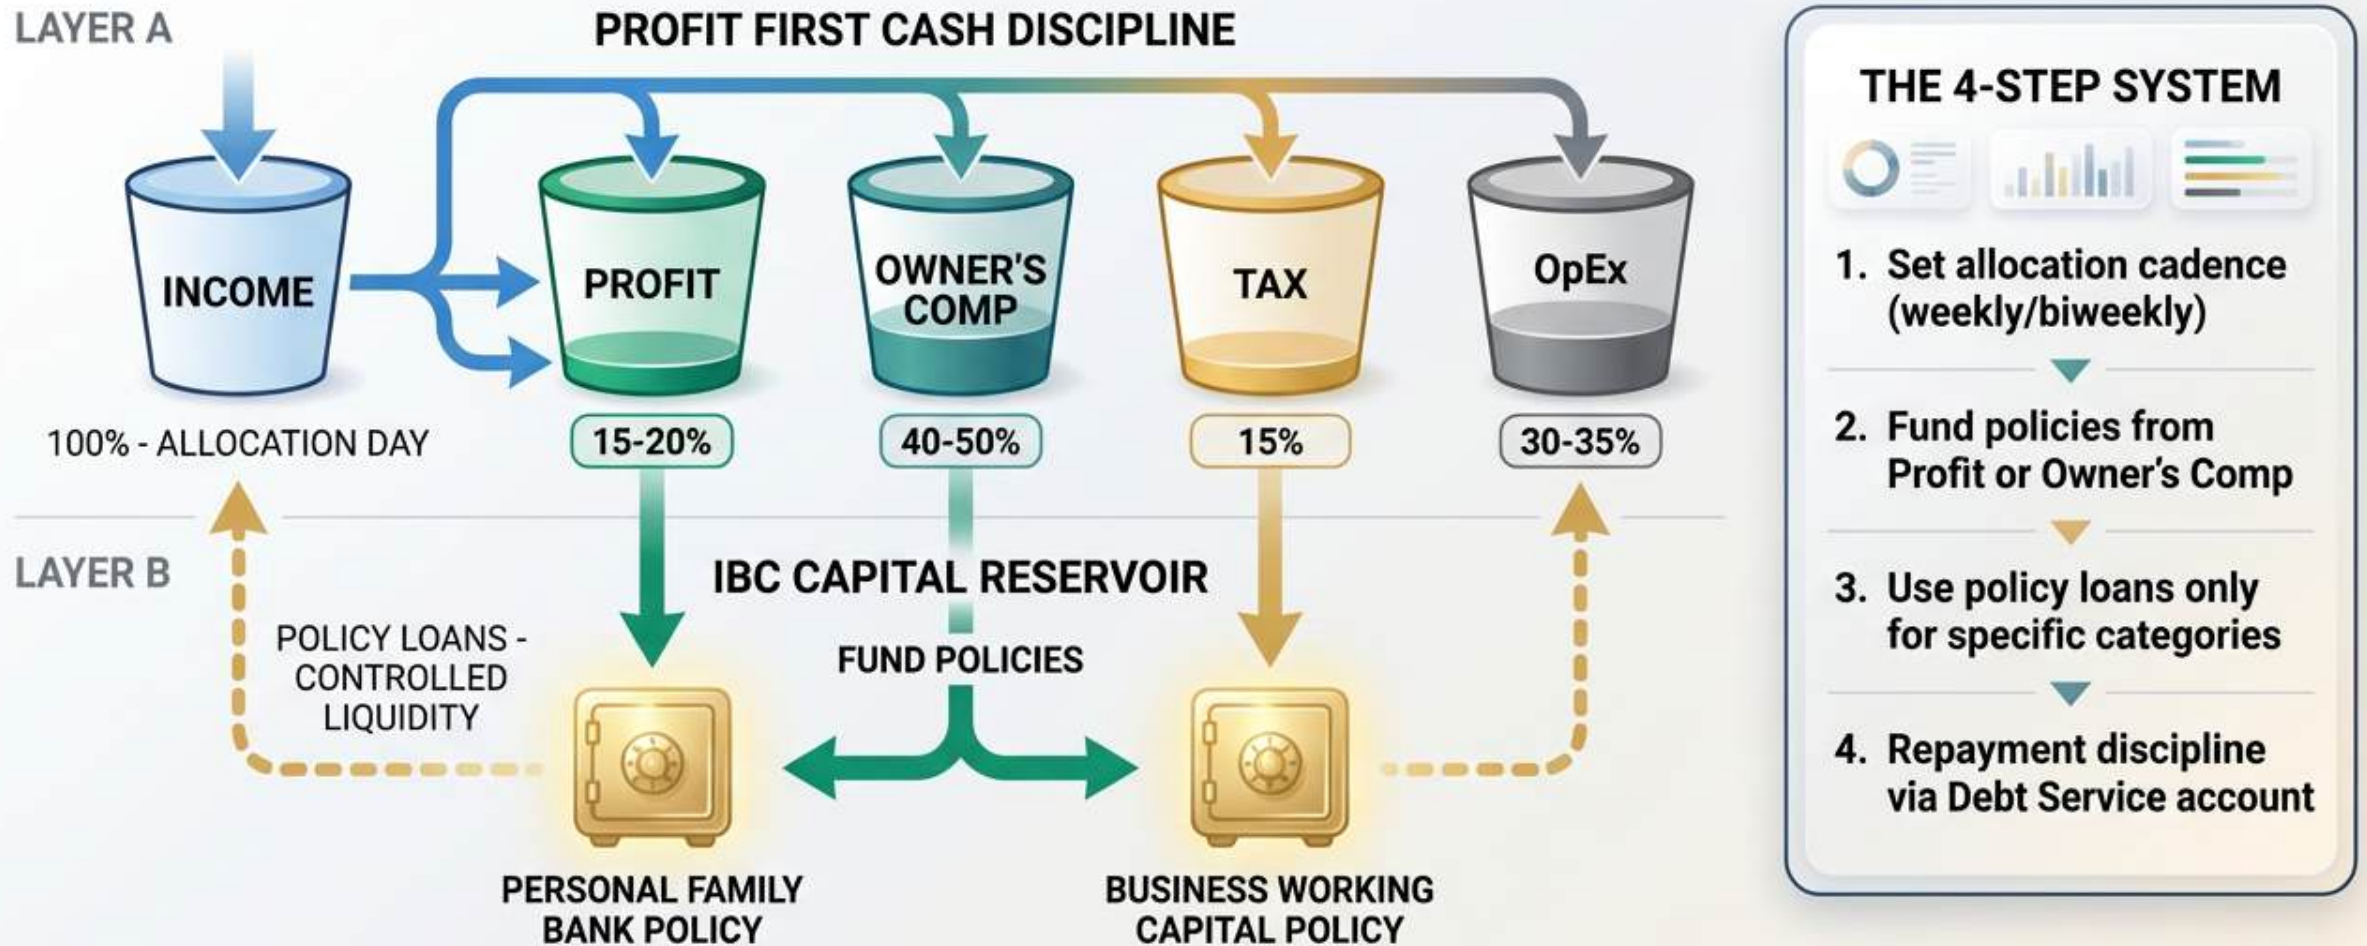 LAYER A
PROFIT FIRST CASH DISCIPLINE
INCOME
PROFIT
OWNER'S
COMP
TAX
OpEx
100% - ALLOCATION DAY
15-20%
40-50%
15%
30-35%
LAYER B
IBC CAPITAL RESERVOIR
POLICY LOANS -
CONTROLLED
LIQUIDITY
FUND POLICIES
PERSONAL FAMILY
BANK POLICY
BUSINESS WORKING
CAPITAL POLICY
THE 4-STEP SYSTEM
1. Set allocation cadence
(weekly/biweekly)
2. Fund policies from
Profit or Owner's Comp
3. Use policy loans only
for specific categories
4. Repayment discipline
via Debt Service account